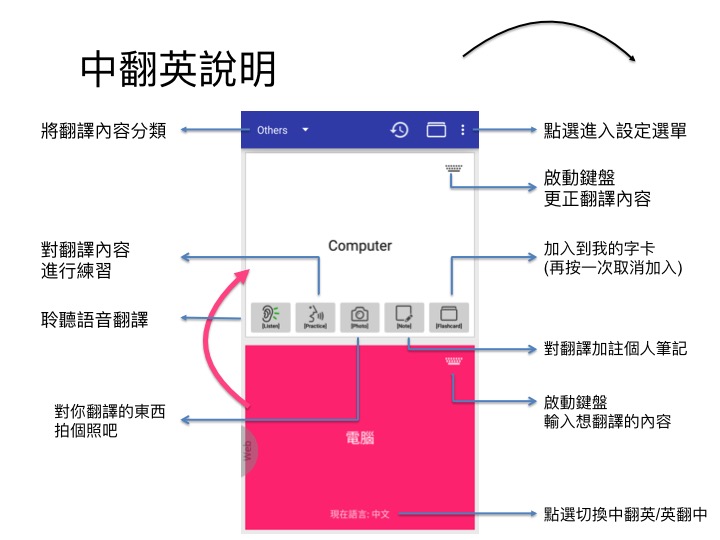 中翻英說明
將翻譯內容分類
Others
點選進入設定選單
啟動鍵盤
更正翻譯內容
對翻譯內容
進行練習
Computer
加入到我的字卡
(再按一次取消加入)
聆聽語音翻譯
[Listen]
[Practice]
[Photo]
[Note]
[Flashcard]
對翻譯加註個人筆記
對你翻譯的東西
拍個照吧
啟動鍵盤
輸入想翻譯的內容
電腦
Web
現在語言: 中文
點選切換中翻英/英翻中